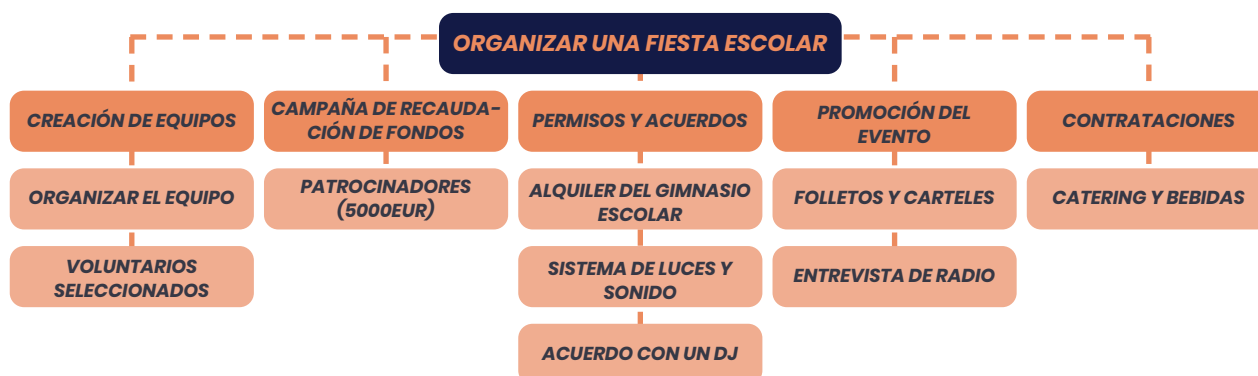 ORGANIZAR UNA FIESTA ESCOLAR
CREACIÓN DE EQUIPOS
ORGANIZAR EL EQUIPO
VOLUNTARIOS
SELECCIONADOS
CAMPAÑA DE RECAUDA-
CIÓN DE FONDOS
PATROCINADORES
(5000EUR)
PERMISOS Y ACUERDOS
ALQUILER DEL GIMNASIO
ESCOLAR
SISTEMA DE LUCES Y
SONIDO
ACUERDO CON UN DJ
PROMOCIÓN DEL
EVENTO
FOLLETOS Y CARTELES
ENTREVISTA DE RADIO
CONTRATACIONES
CATERING Y BEBIDAS